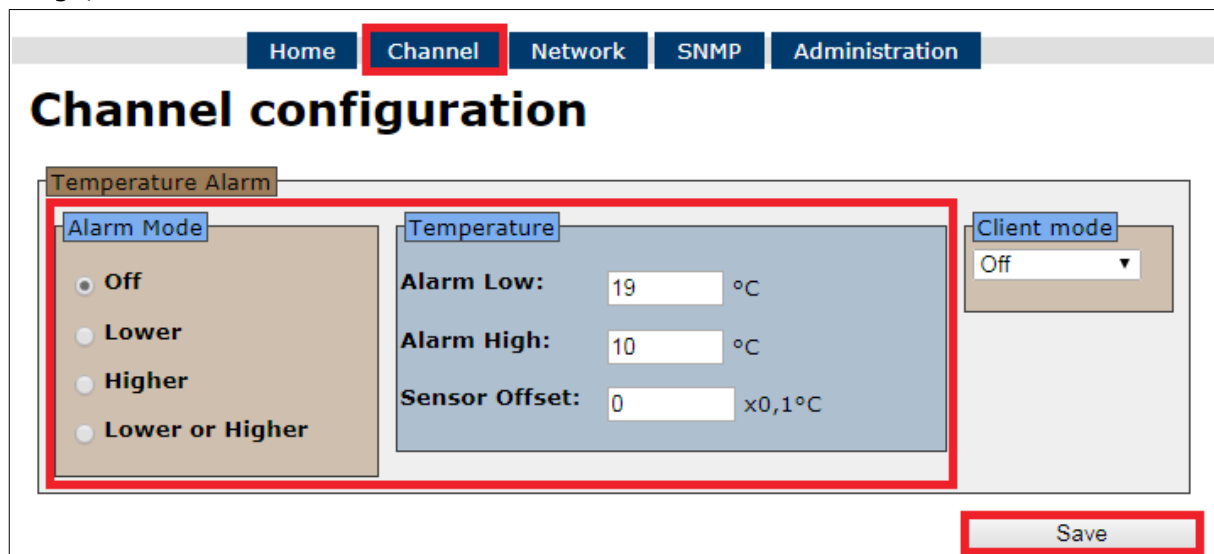 Home Channel Network SNMP Administration
Channel configuration
Temperature Alarm
Alarm Mode
Off
Lower
Higher
Lower or Higher
Temperature
Alarm Low: 19 °C
Alarm High: 10 °C
Sensor Offset: 0 x0,1°C
Client mode
Off
Save